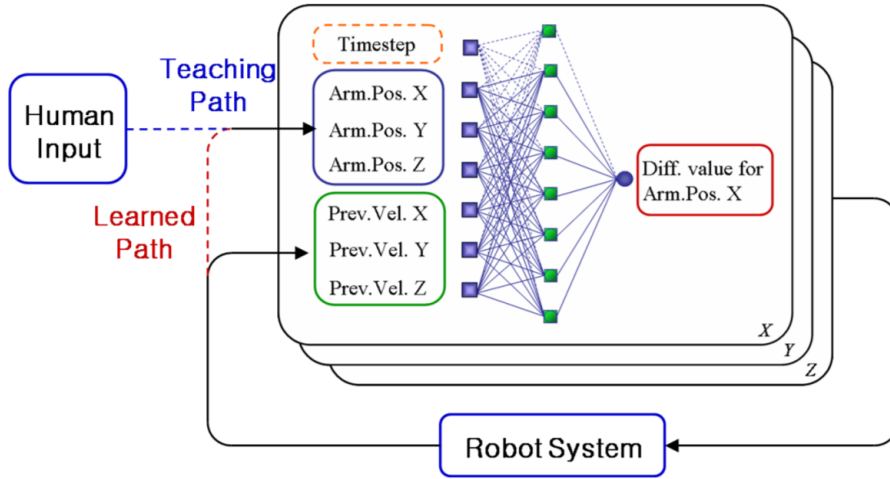 Teaching
Path
Human
Input
Learned
Path
Timestep
Arm.Pos. X
Arm.Pos. Y
Arm.Pos. Z
Prev.Vel. X
Prev.Vel. Y
Prev.Vel. Z
Diff. value for
Arm.Pos. X
X
Y
Z
Robot System